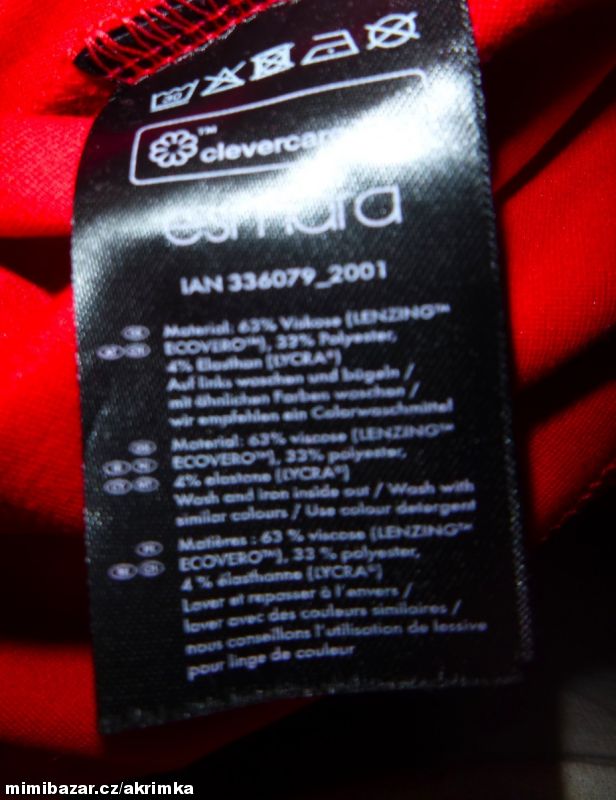 ™ clevercare
esmara
IAN 336079_2001
Material: 63% Viskose (LENZING™
ECOVERO™), 33% Polyester,
4% Elasthan (LYCRA®)
Auf links waschen und bügeln /
mit ähnlichen Farben waschen /
wir empfehlen ein Colorwaschmittel
Material: 63% viscose (LENZING™
ECOVERO™), 33% polyester,
4% elastane (LYCRA®)
Wash and iron inside out / Wash with
similar colours / Use colour detergent
Matières : 63 % viscose (LENZING™
ECOVERO™), 33 % polyester,
4 % élasthanne (LYCRA®)
Laver et repasser à l'envers /
laver avec des couleurs similaires /
nous conseillons l'utilisation de lessive
pour linge de couleur
mimibazar.cz/akrimka